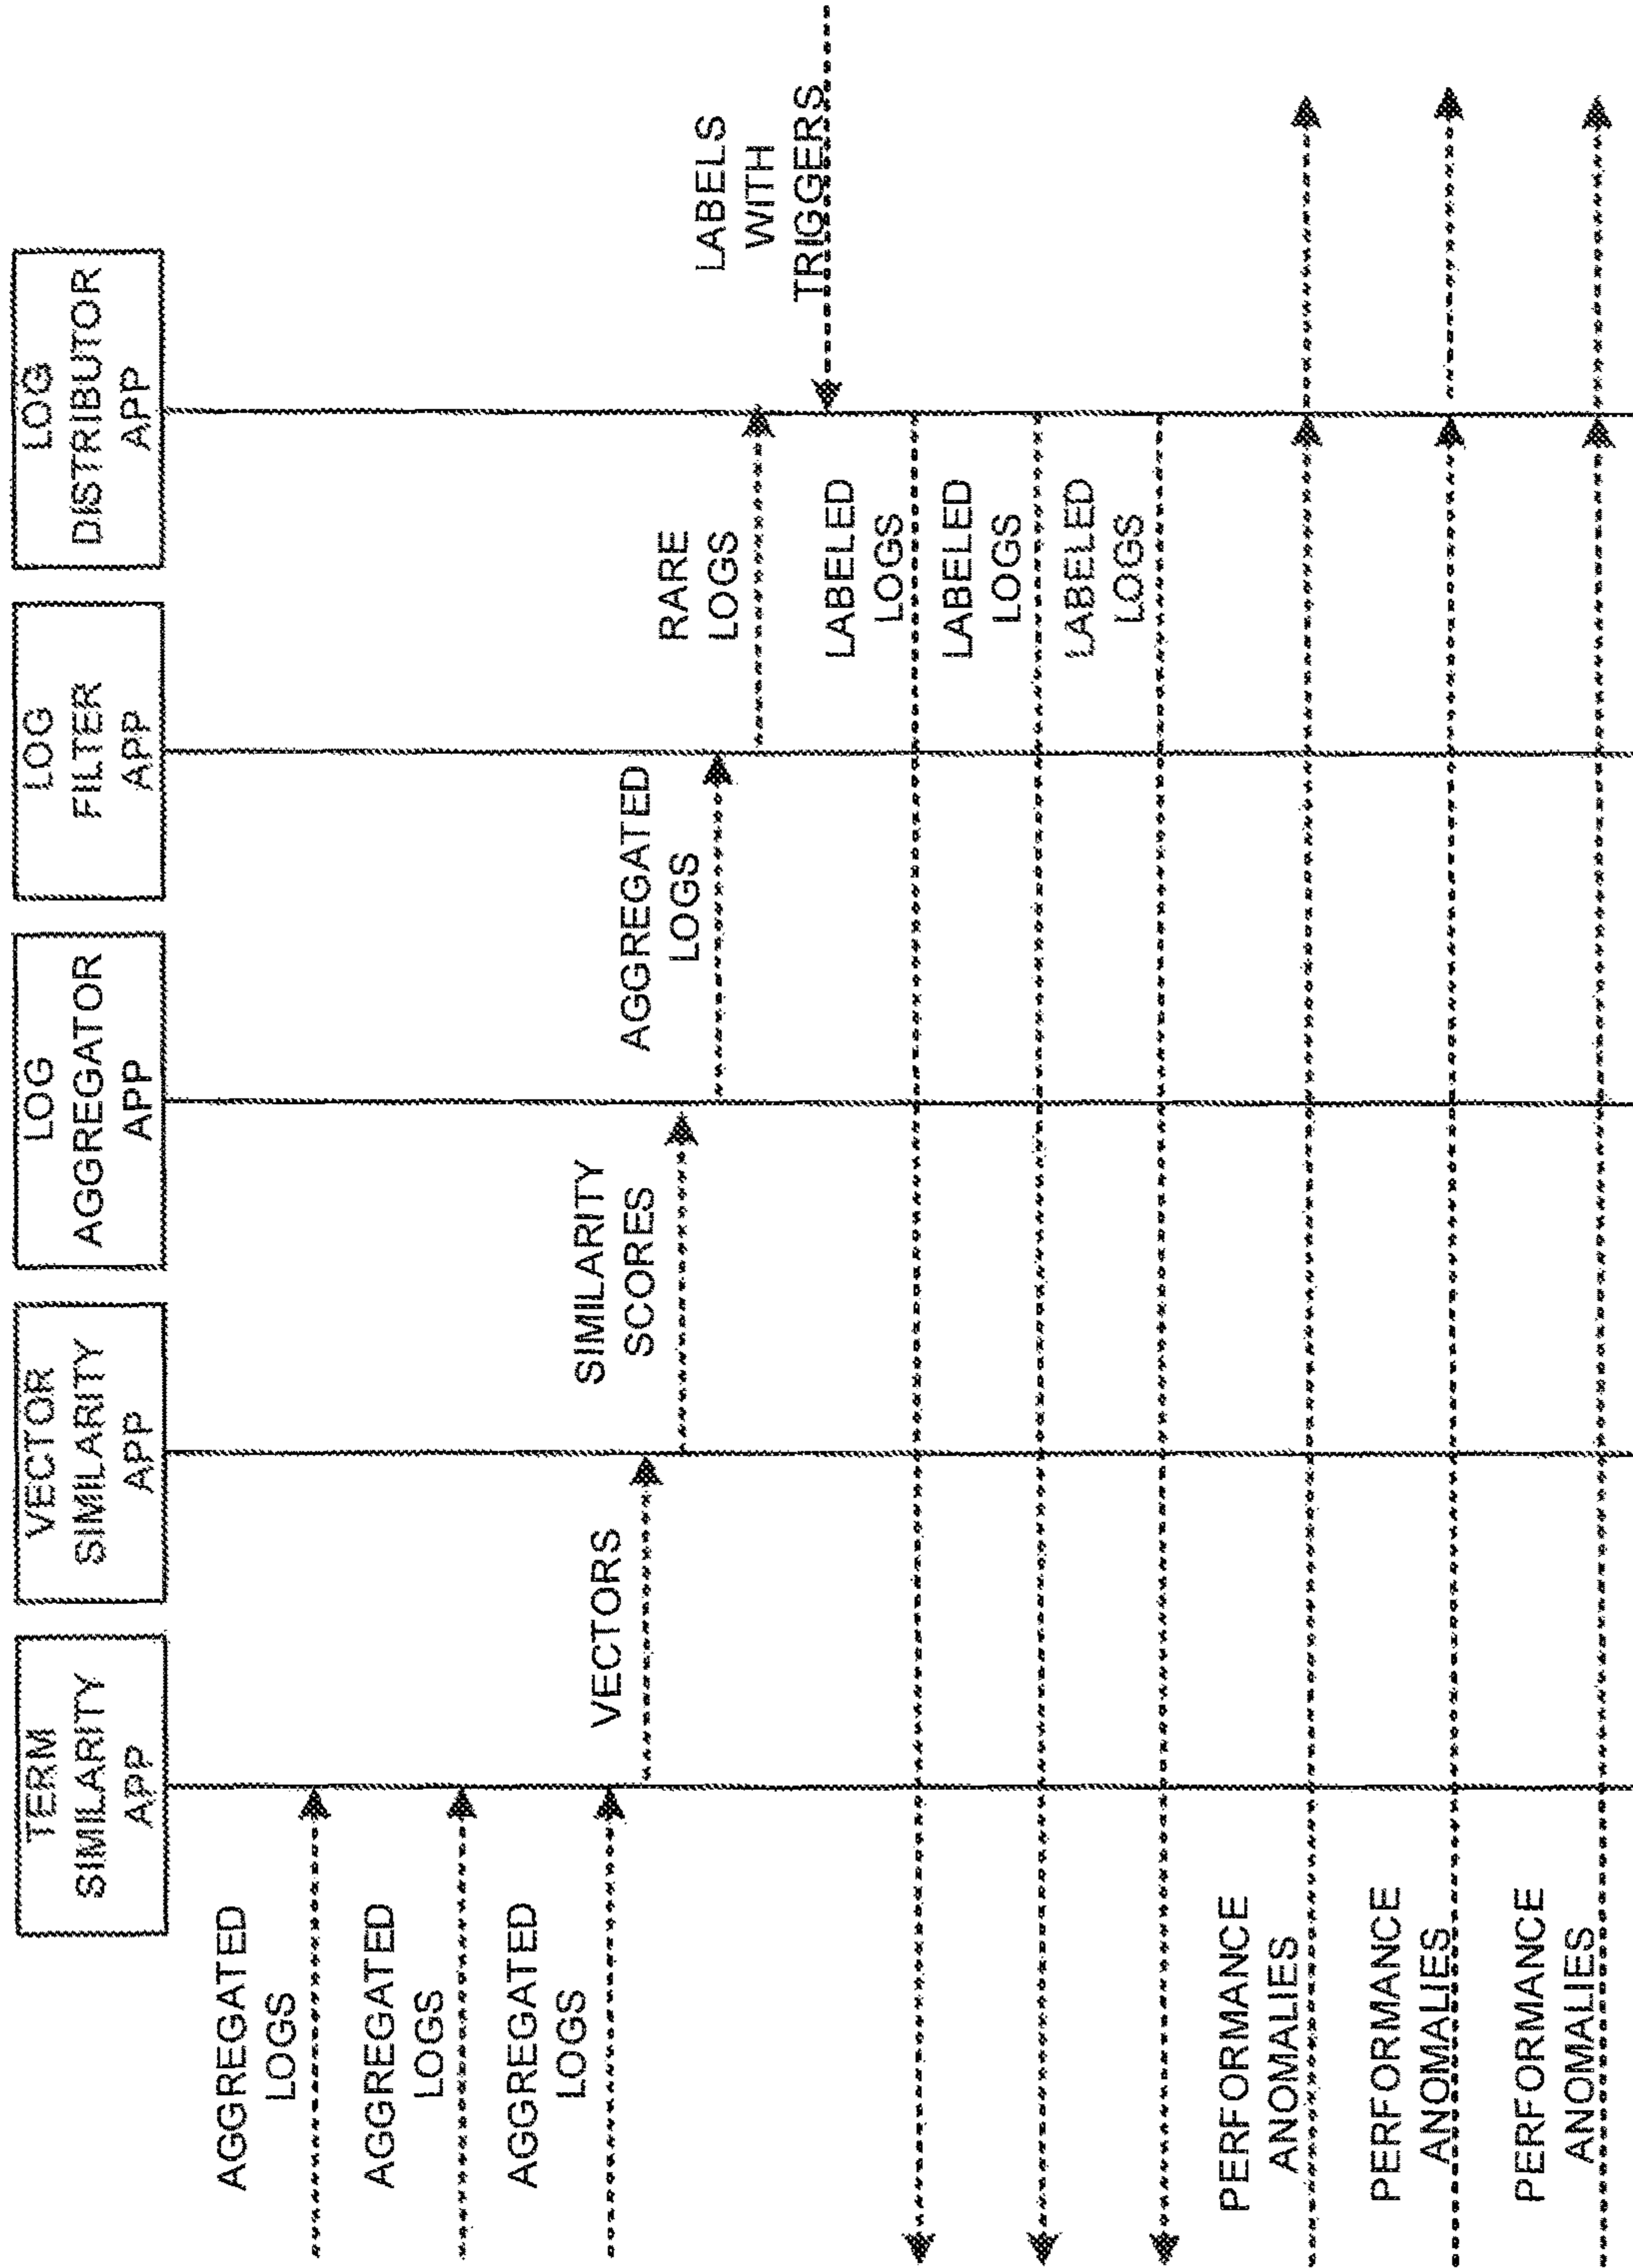 TERM
SIMILARITY
APP
VECTOR
SIMILARITY
APP
LOG
AGGREGATOR
APP
LOG
FILTER
APP
LOG
DISTRIBUTOR
APP
AGGREGATED
LOGS
AGGREGATED
LOGS
AGGREGATED
LOGS
VECTORS
SIMILARITY
SCORES
AGGREGATED
LOGS
RARE
LOGS
LABELS
WITH
TRIGGERS
LABELED
LOGS
LABELED
LOGS
LABELED
LOGS
PERFORMANCE
ANOMALIES
PERFORMANCE
ANOMALIES
PERFORMANCE
ANOMALIES